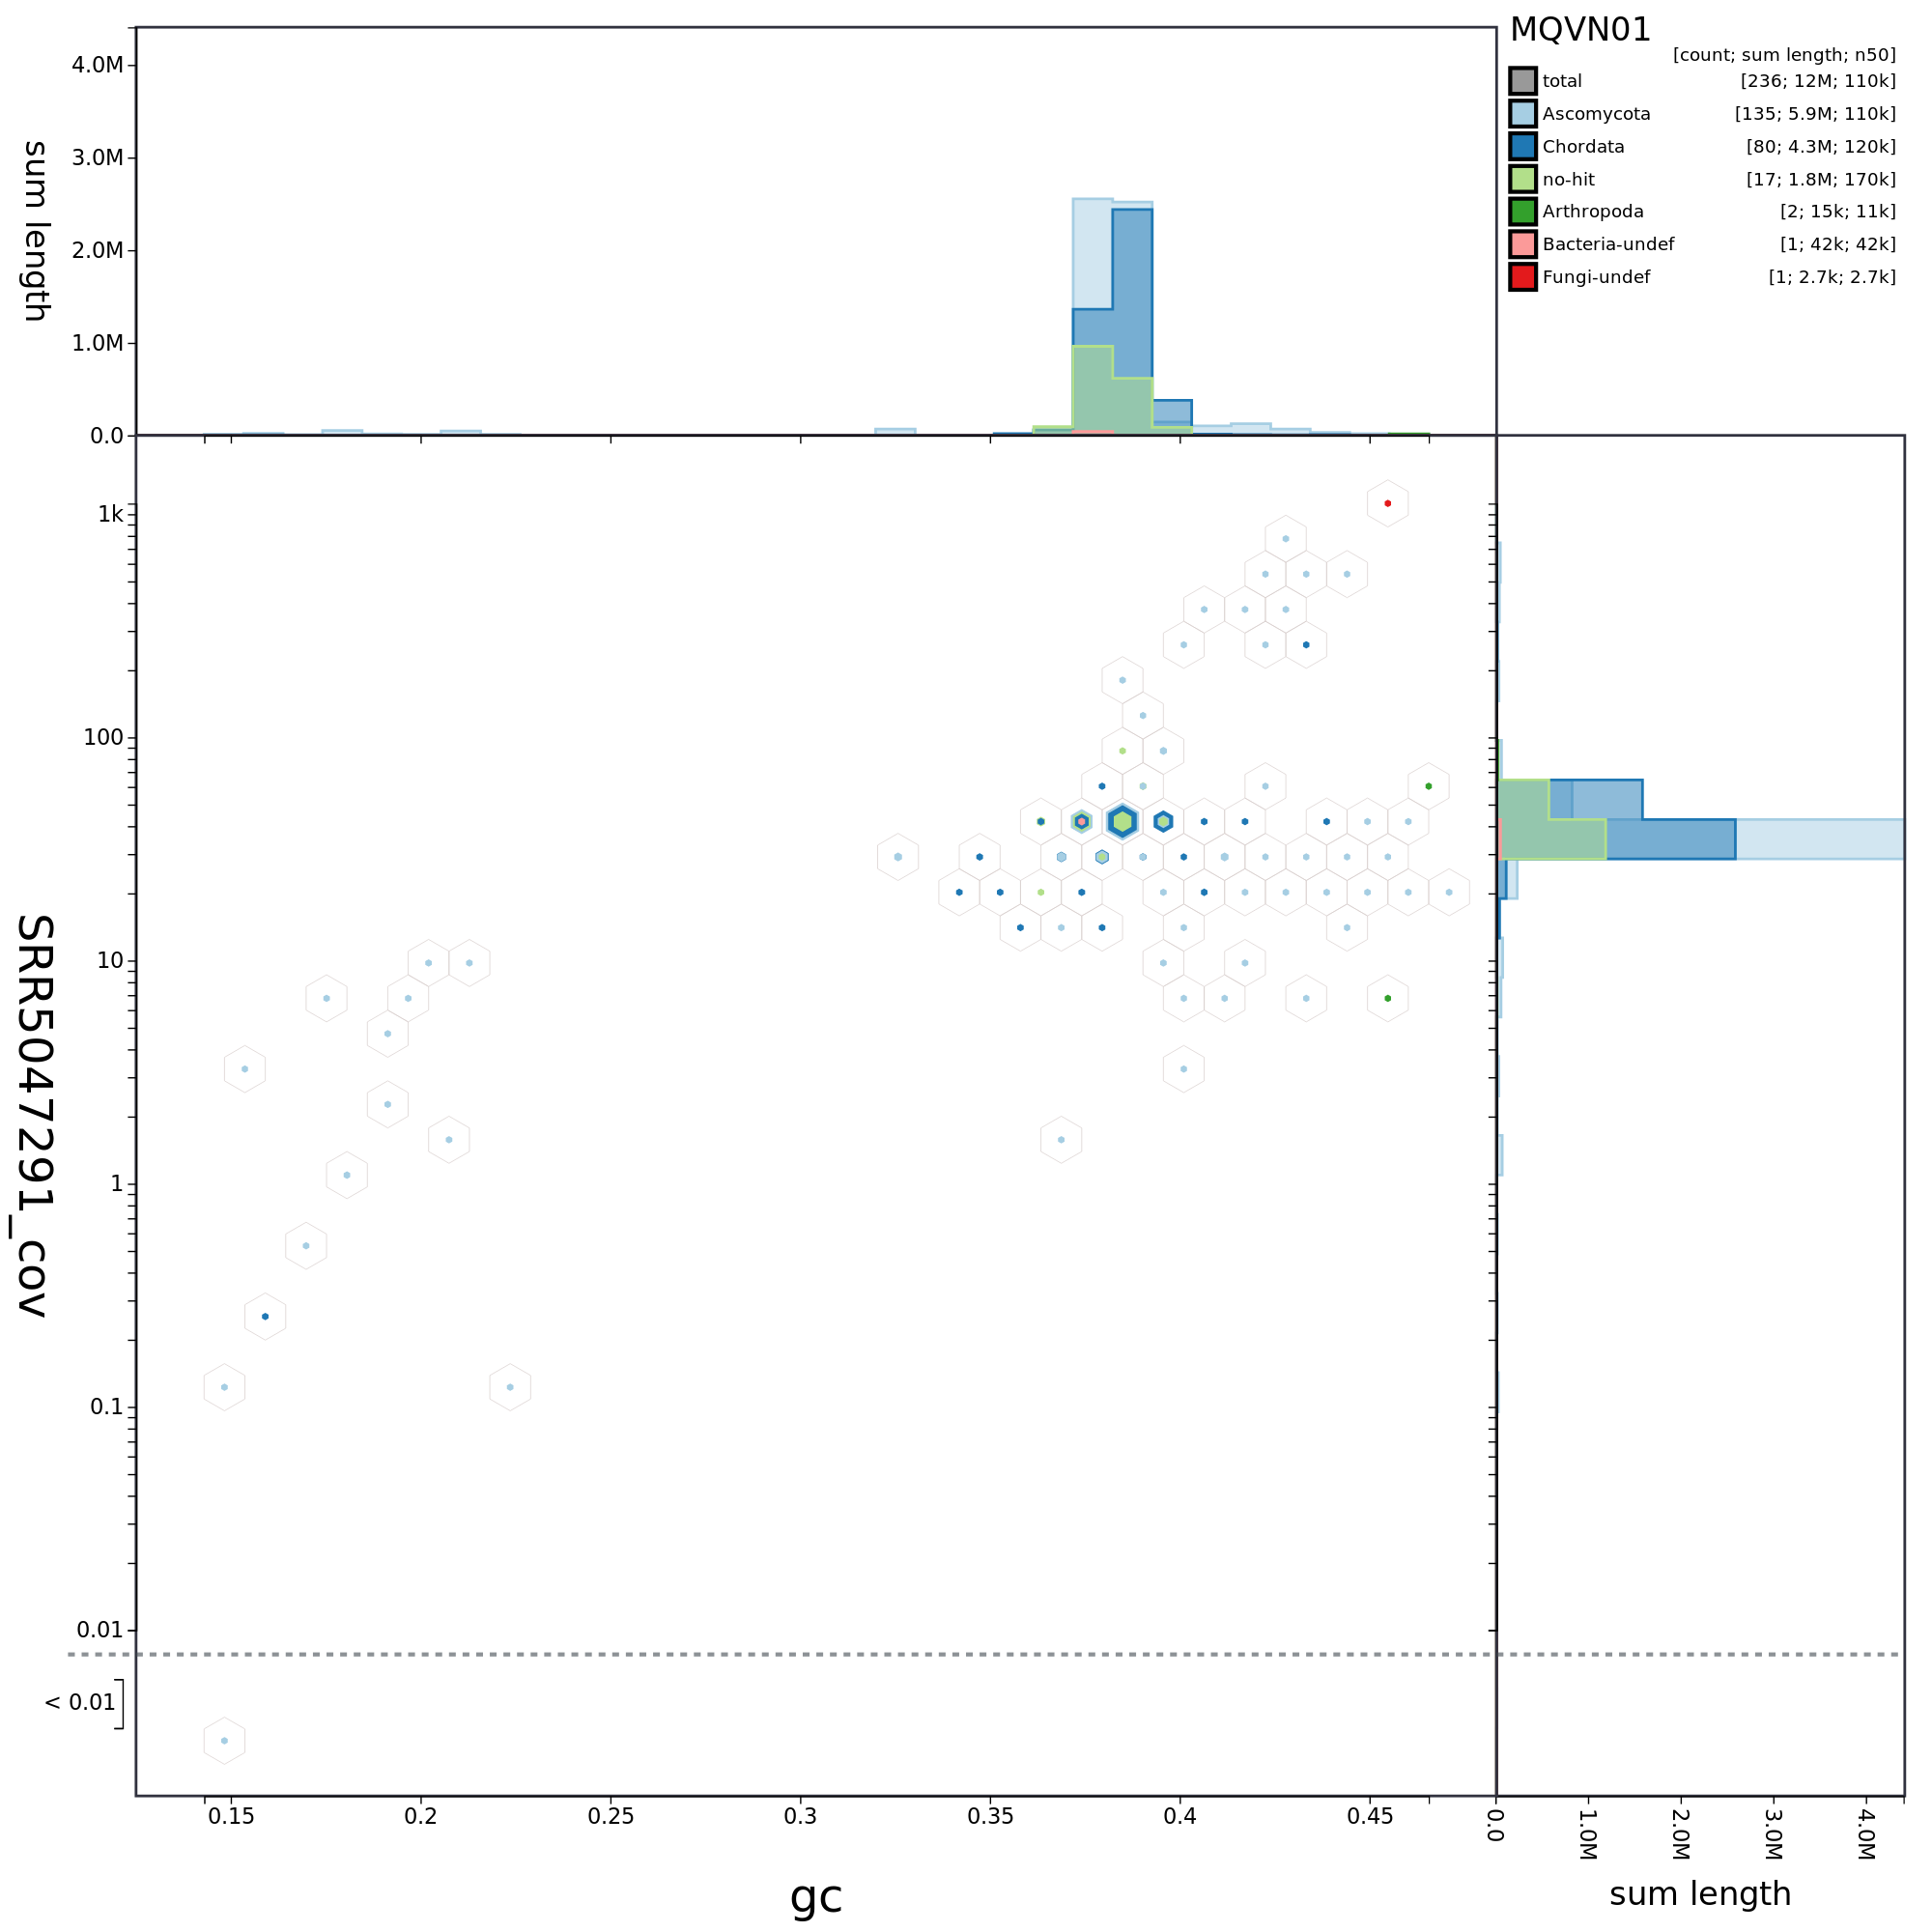 MQVN01
[count; sum length; n50]
total [236; 12M; 110k]
Ascomycota [135; 5.9M; 110k]
Chordata [80; 4.3M; 120k]
no-hit [17; 1.8M; 170k]
Arthropoda [2; 15k; 11k]
Bacteria-undef [1; 42k; 42k]
Fungi-undef [1; 2.7k; 2.7k]
sum length
4.0M
3.0M
2.0M
1.0M
0.0
SRR5047291_cov
1k
100
10
1
0.1
0.01
< 0.01
0.15 0.2 0.25 0.3 0.35 0.4 0.45
gc
0.0 1.0M 2.0M 3.0M 4.0M
sum length